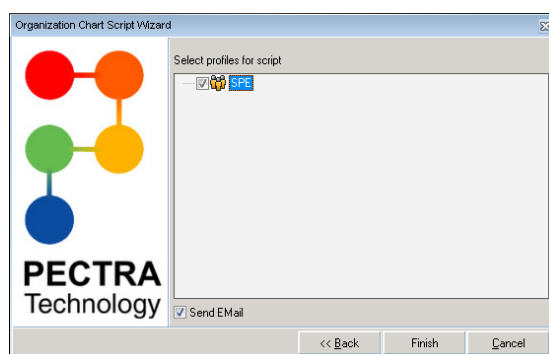 Organization Chart Script Wizard
Select profiles for script
SPE
PECTRA
Technology
Send EMail
<< Back
Finish
Cancel